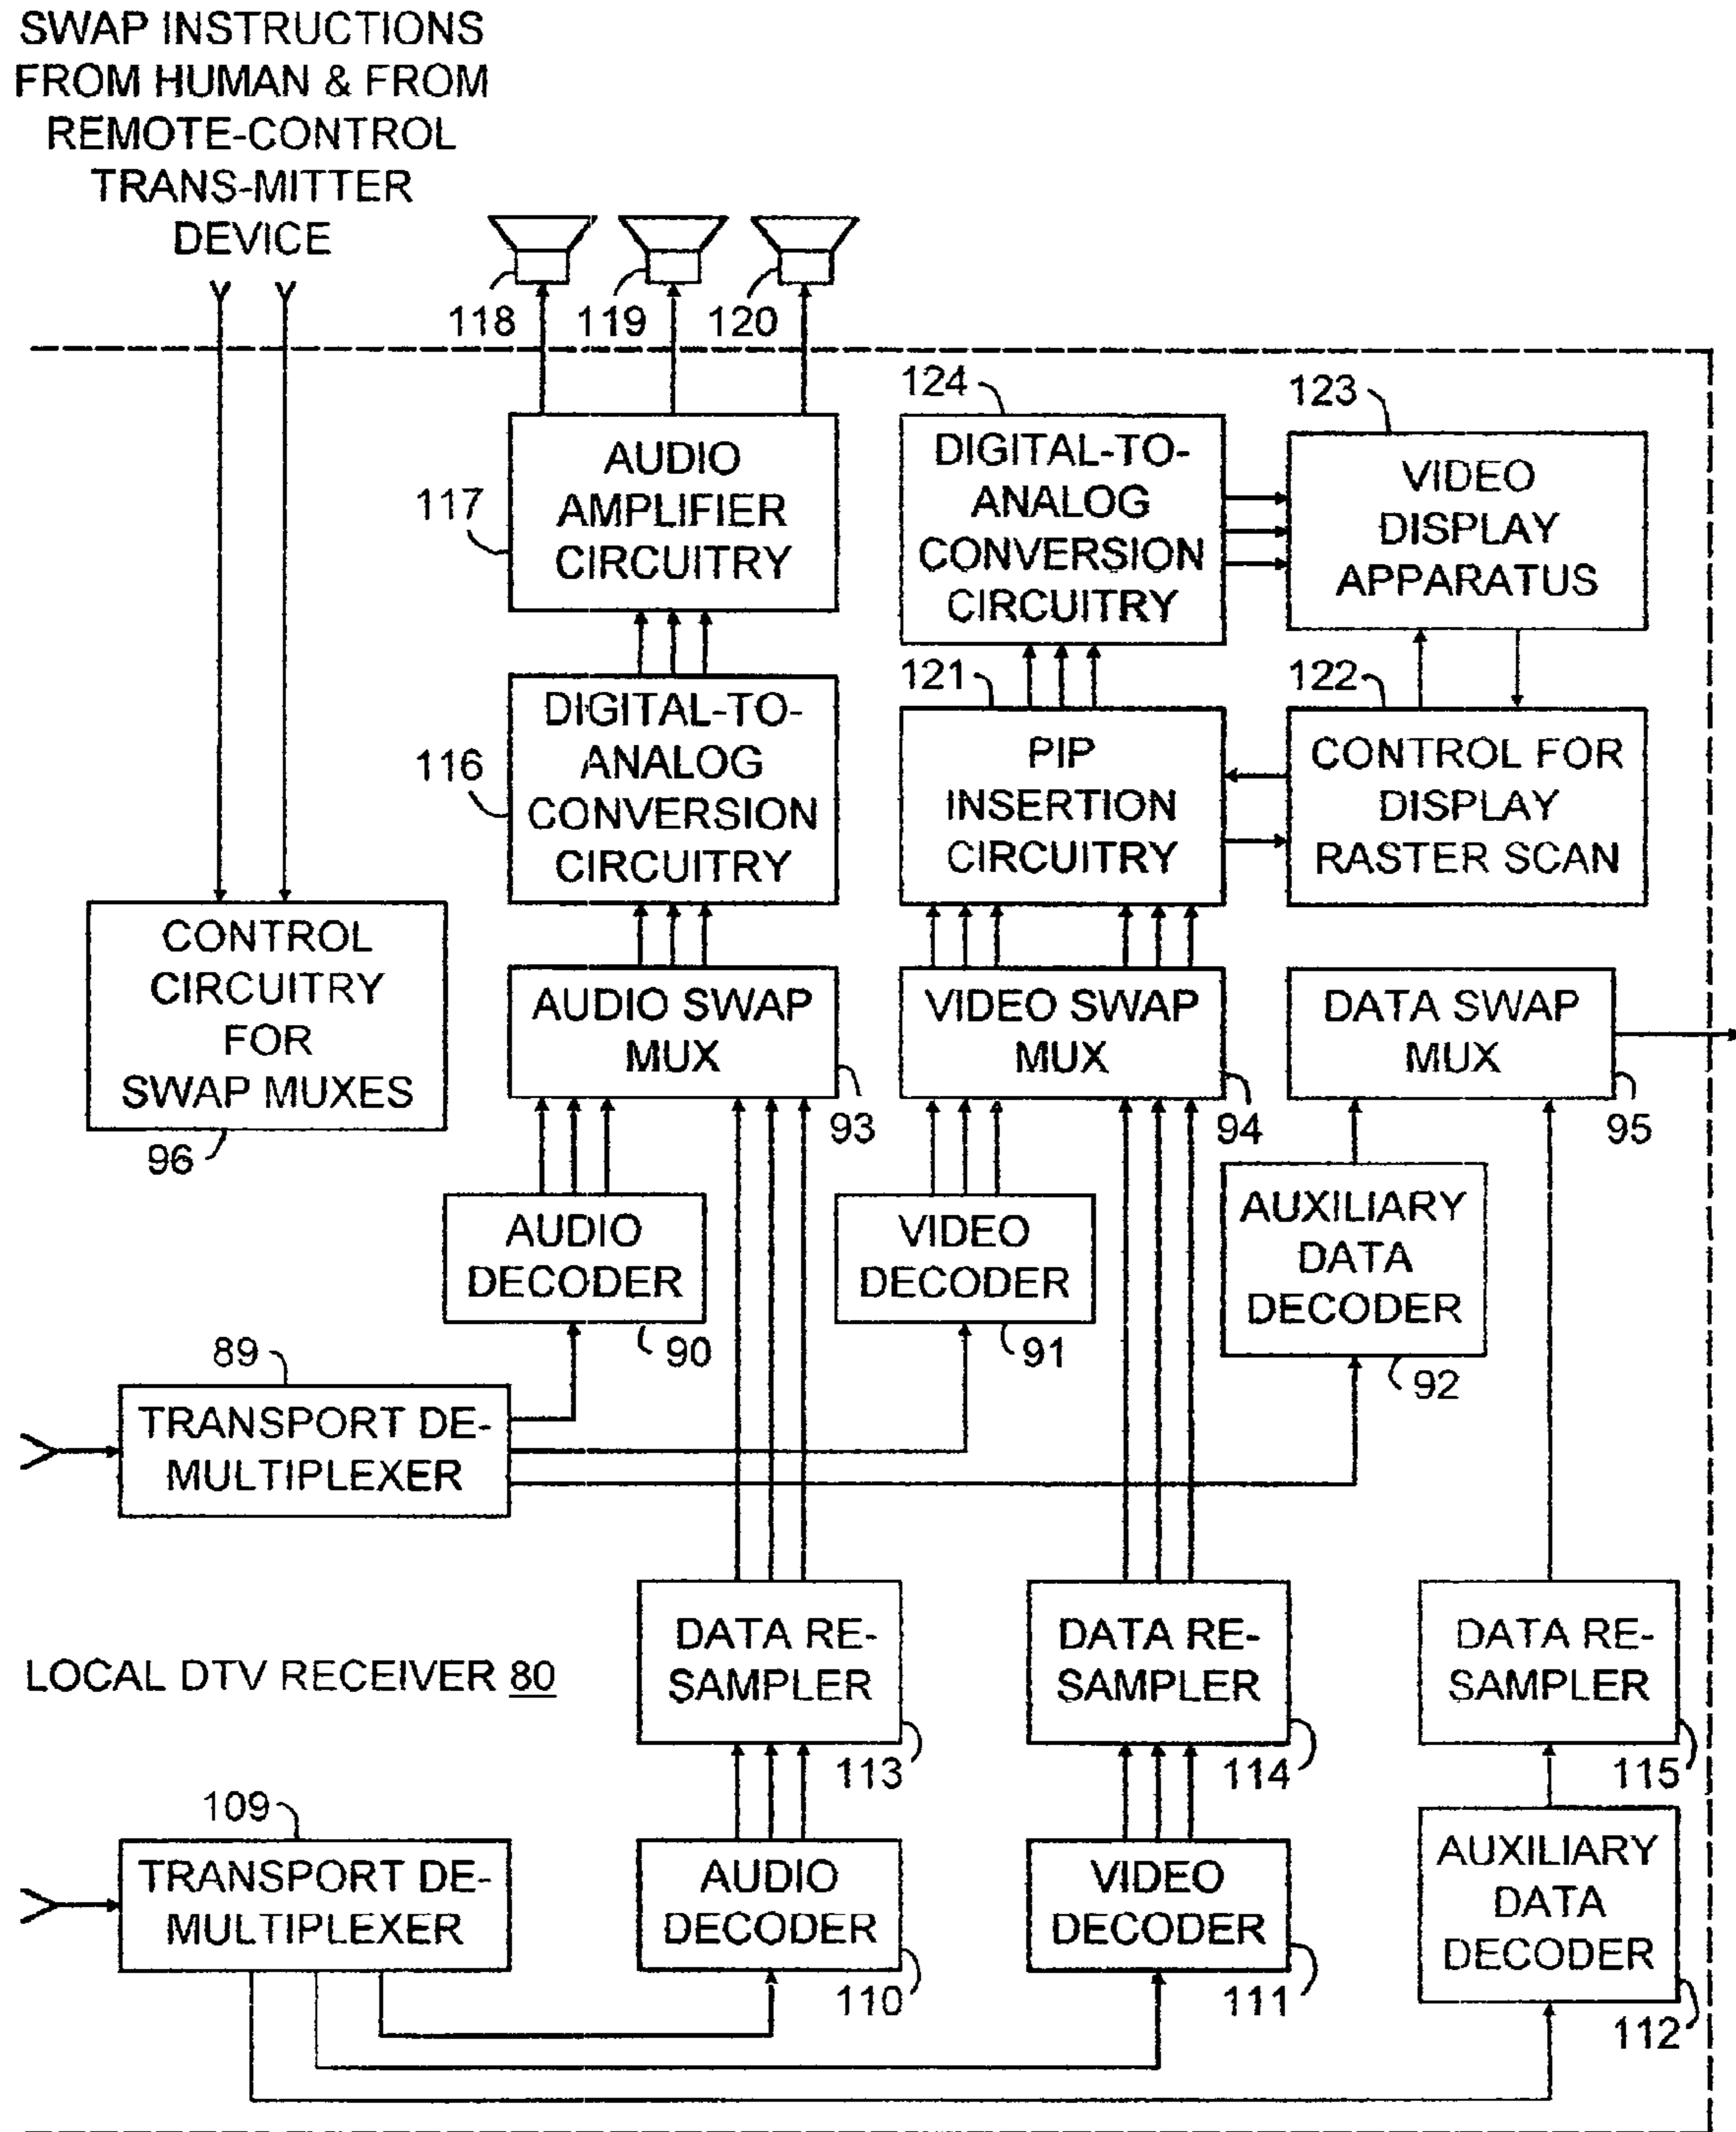 SWAP INSTRUCTIONS
FROM HUMAN & FROM
REMOTE-CONTROL
TRANS-MITTER
DEVICE
118
119
120
124
123
AUDIO
AMPLIFIER
CIRCUITRY
117
DIGITAL-TO-
ANALOG
CONVERSION
CIRCUITRY
VIDEO
DISPLAY
APPARATUS
121
122
DIGITAL-TO-
ANALOG
CONVERSION
CIRCUITRY
116
PIP
INSERTION
CIRCUITRY
CONTROL FOR
DISPLAY
RASTER SCAN
CONTROL
CIRCUITRY
FOR
SWAP MUXES
96
AUDIO SWAP
MUX
93
VIDEO SWAP
MUX
94
DATA SWAP
MUX
95
AUDIO
DECODER
90
VIDEO
DECODER
91
AUXILIARY
DATA
DECODER
92
89
TRANSPORT DE-
MULTIPLEXER
LOCAL DTV RECEIVER 80
DATA RE-
SAMPLER
113
DATA RE-
SAMPLER
114
DATA RE-
SAMPLER
115
109
TRANSPORT DE-
MULTIPLEXER
AUDIO
DECODER
110
VIDEO
DECODER
111
AUXILIARY
DATA
DECODER
112